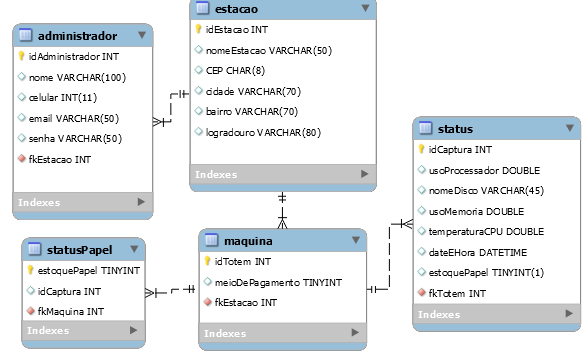 administrador
idAdministrador INT
nome VARCHAR(100)
celular INT(11)
email VARCHAR(50)
senha VARCHAR(50)
fkEstacao INT
Indexes
estacao
idEstacao INT
nomeEstacao VARCHAR(50)
CEP CHAR(8)
cidade VARCHAR(70)
bairro VARCHAR(70)
logradouro VARCHAR(80)
Indexes
status
idCaptura INT
usoProcessador DOUBLE
nomeDisco VARCHAR(45)
usoMemoria DOUBLE
temperaturaCPU DOUBLE
dateEHora DATETIME
estoquePapel TINYINT(1)
fkTotem INT
Indexes
statusPapel
estoquePapel TINYINT
idCaptura INT
fkMaquina INT
Indexes
maquina
idTotem INT
meioDePagamento TINYINT
fkEstacao INT
Indexes